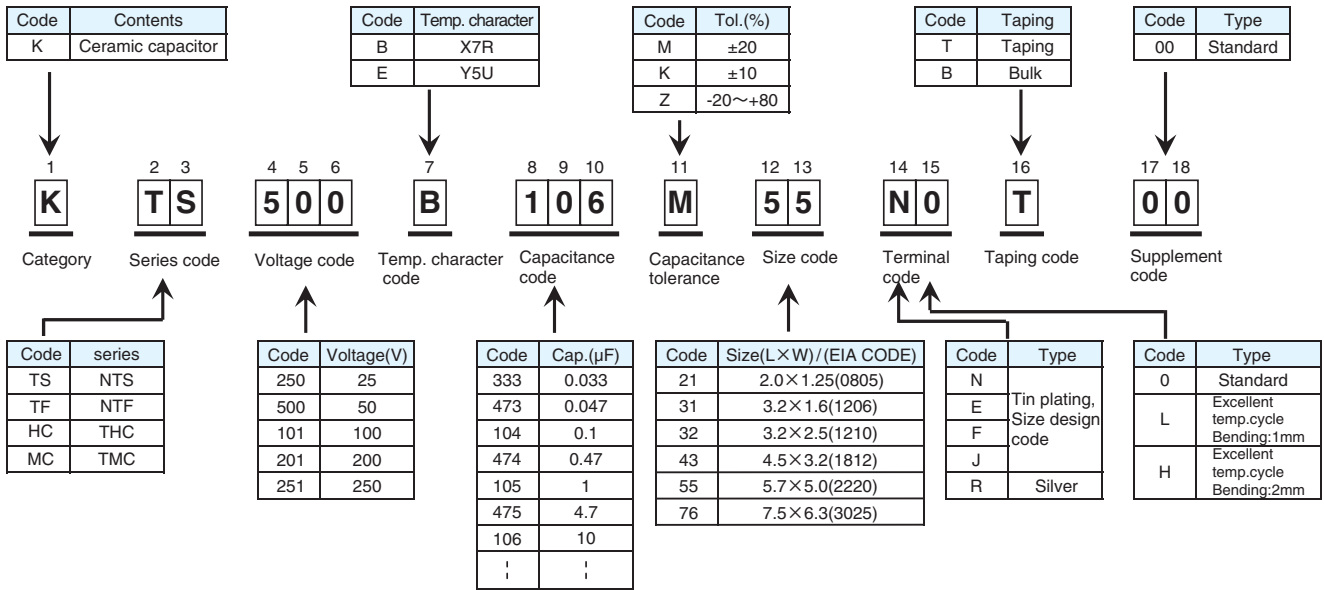 Code Contents
K Ceramic capacitor
Code Temp. character
B X7R
E Y5U
Code Tol.(%)
M ±20
K ±10
Z -20～+80
Code Taping
T Taping
B Bulk
Code Type
00 Standard
1 2 3 4 5 6 7 8 9 10 11 12 13 14 15 16 17 18
K T S 5 0 0 B 1 0 6 M 5 5 N 0 T 0 0
Category
Series code
Voltage code
Temp. character
code
Capacitance
code
Capacitance
tolerance
Size code
Terminal
code
Taping code
Supplement
code
Code series
TS NTS
TF NTF
HC THC
MC TMC
Code Voltage(V)
250 25
500 50
101 100
201 200
251 250
Code Cap.(μF)
333 0.033
473 0.047
104 0.1
474 0.47
105 1
475 4.7
106 10
Code Size(L×W)/(EIA CODE)
21 2.0×1.25(0805)
31 3.2×1.6(1206)
32 3.2×2.5(1210)
43 4.5×3.2(1812)
55 5.7×5.0(2220)
76 7.5×6.3(3025)
Code Type
N
E
F
J
Tin plating,
Size design
code
R Silver
Code Type
0 Standard
L
Excellent
temp.cycle
Bending:1mm
H
Excellent
temp.cycle
Bending:2mm